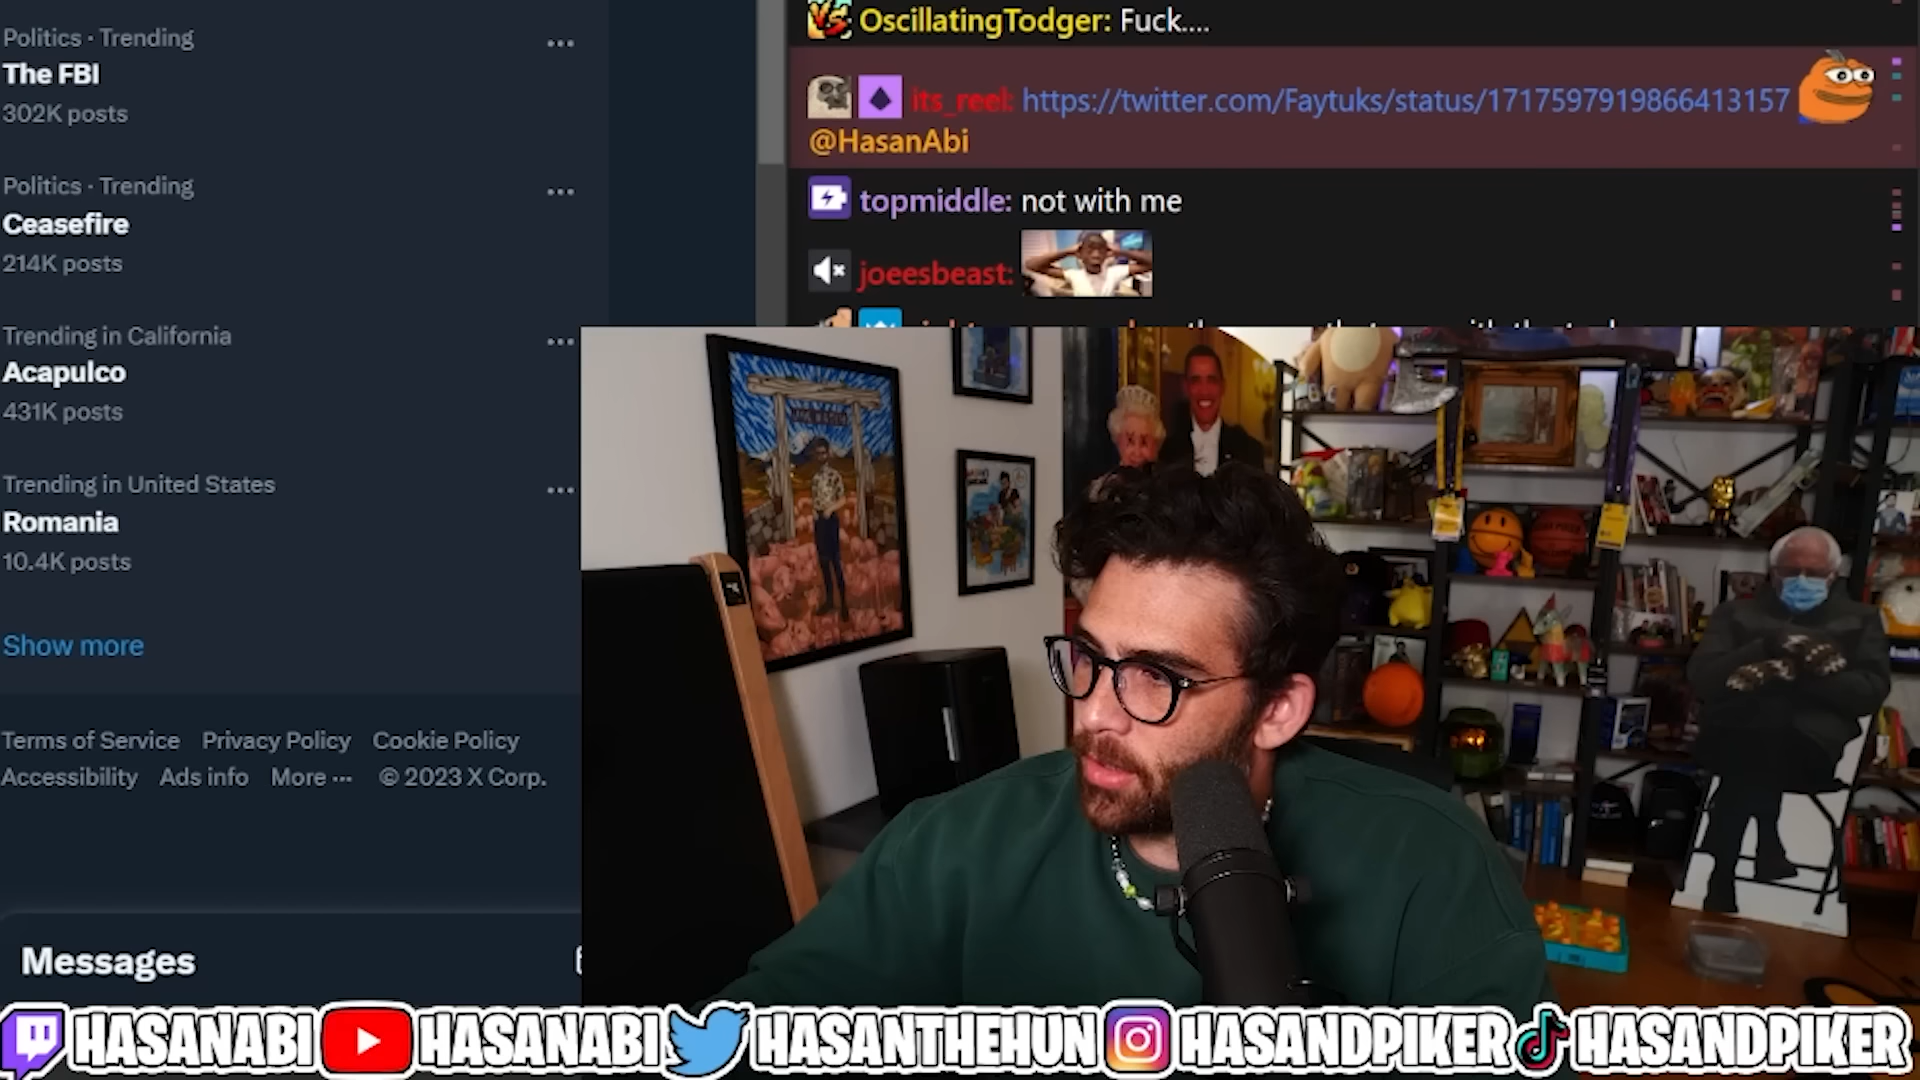 Politics · Trending
The FBI
302K posts
Politics · Trending
Ceasefire
214K posts
Trending in California
Acapulco
431K posts
Trending in United States
Romania
10.4K posts
Show more
Terms of Service Privacy Policy Cookie Policy
Accessibility Ads info More ··· © 2023 X Corp.
Messages
OscillatingTodger: Fuck....
its_reel: https://twitter.com/Faytuks/status/1717597919866413157
@HasanAbi
topmiddle: not with me
joeesbeast:
HASANABI HASANABI HASANTHEHUN HASANDPIKER HASANDPIKER